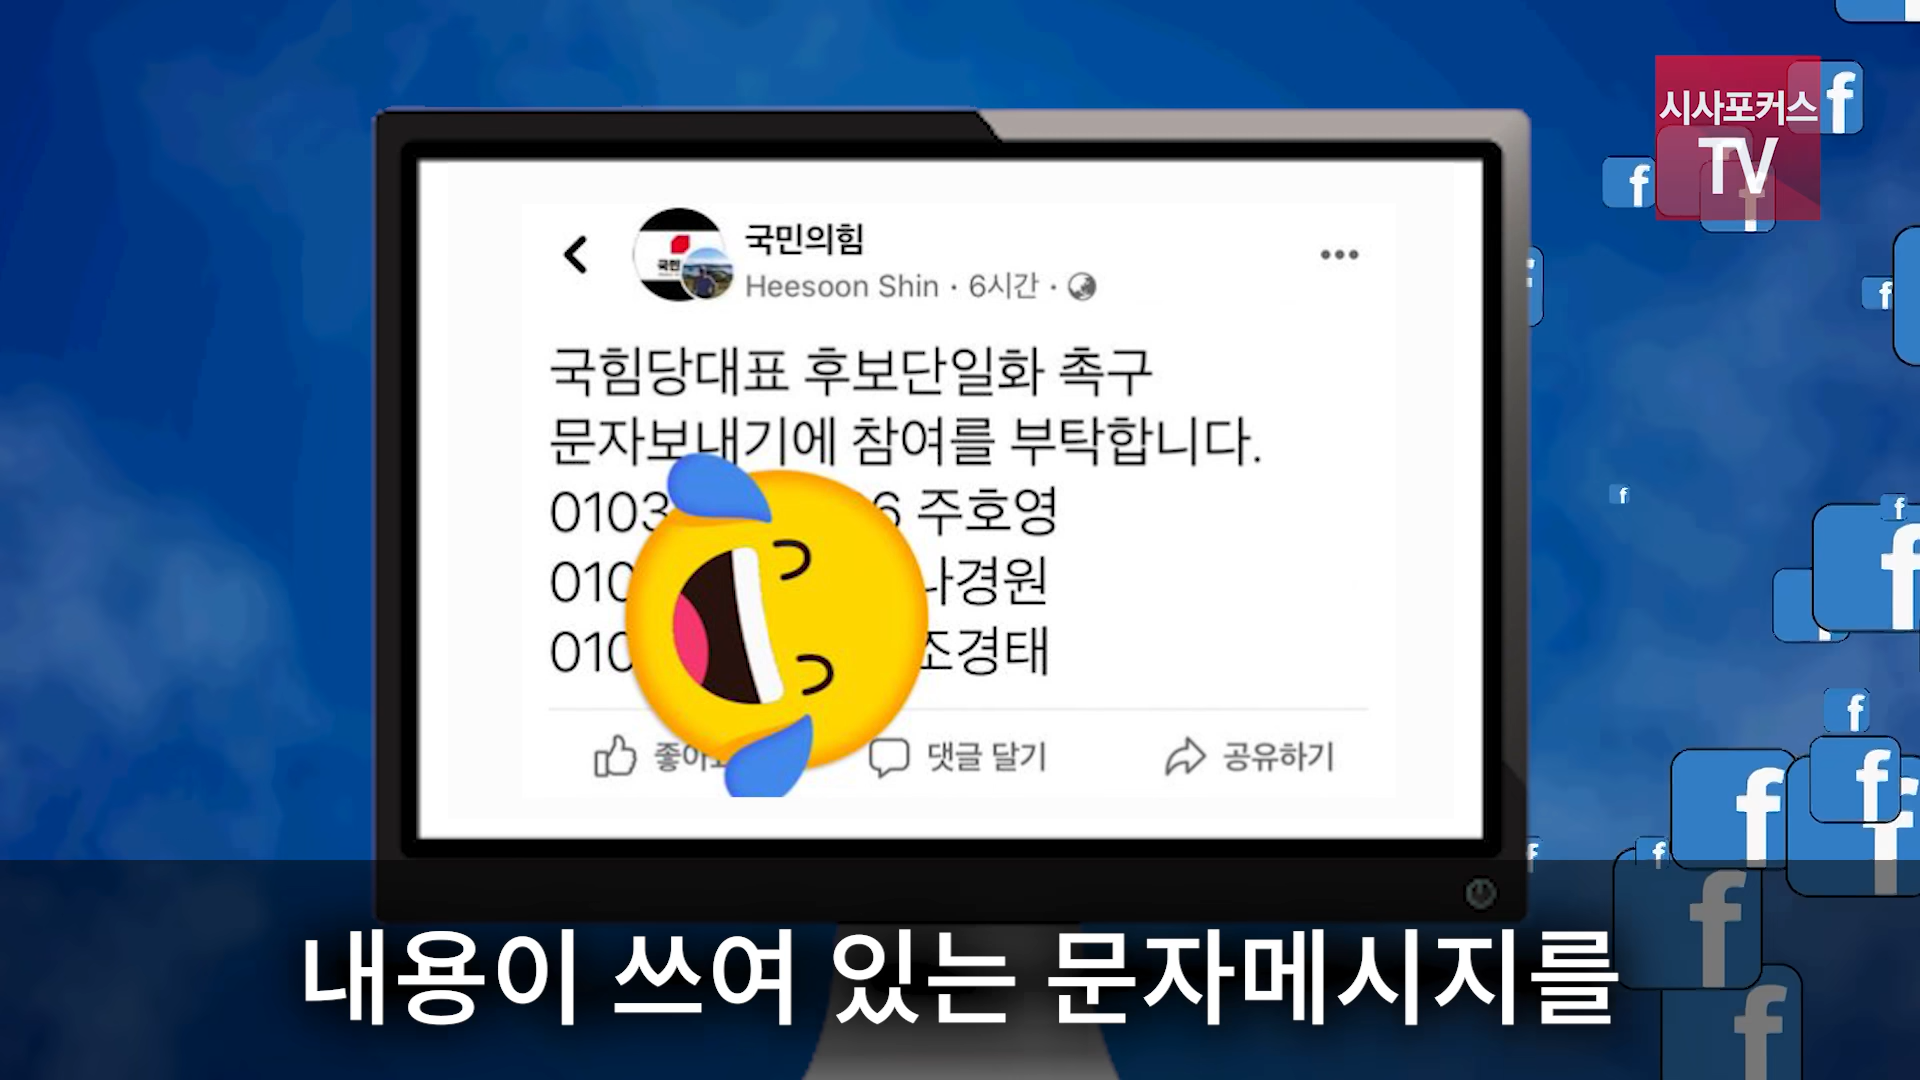 시사포커스
TV
국민의힘
국민
Heesoon Shin · 6시간 ·
국힘당대표 후보단일화 촉구
문자보내기에 참여를 부탁합니다.
0103 6 주호영
010 나경원
010 조경태
좋아요 댓글 달기 공유하기
내용이 쓰여 있는 문자메시지를